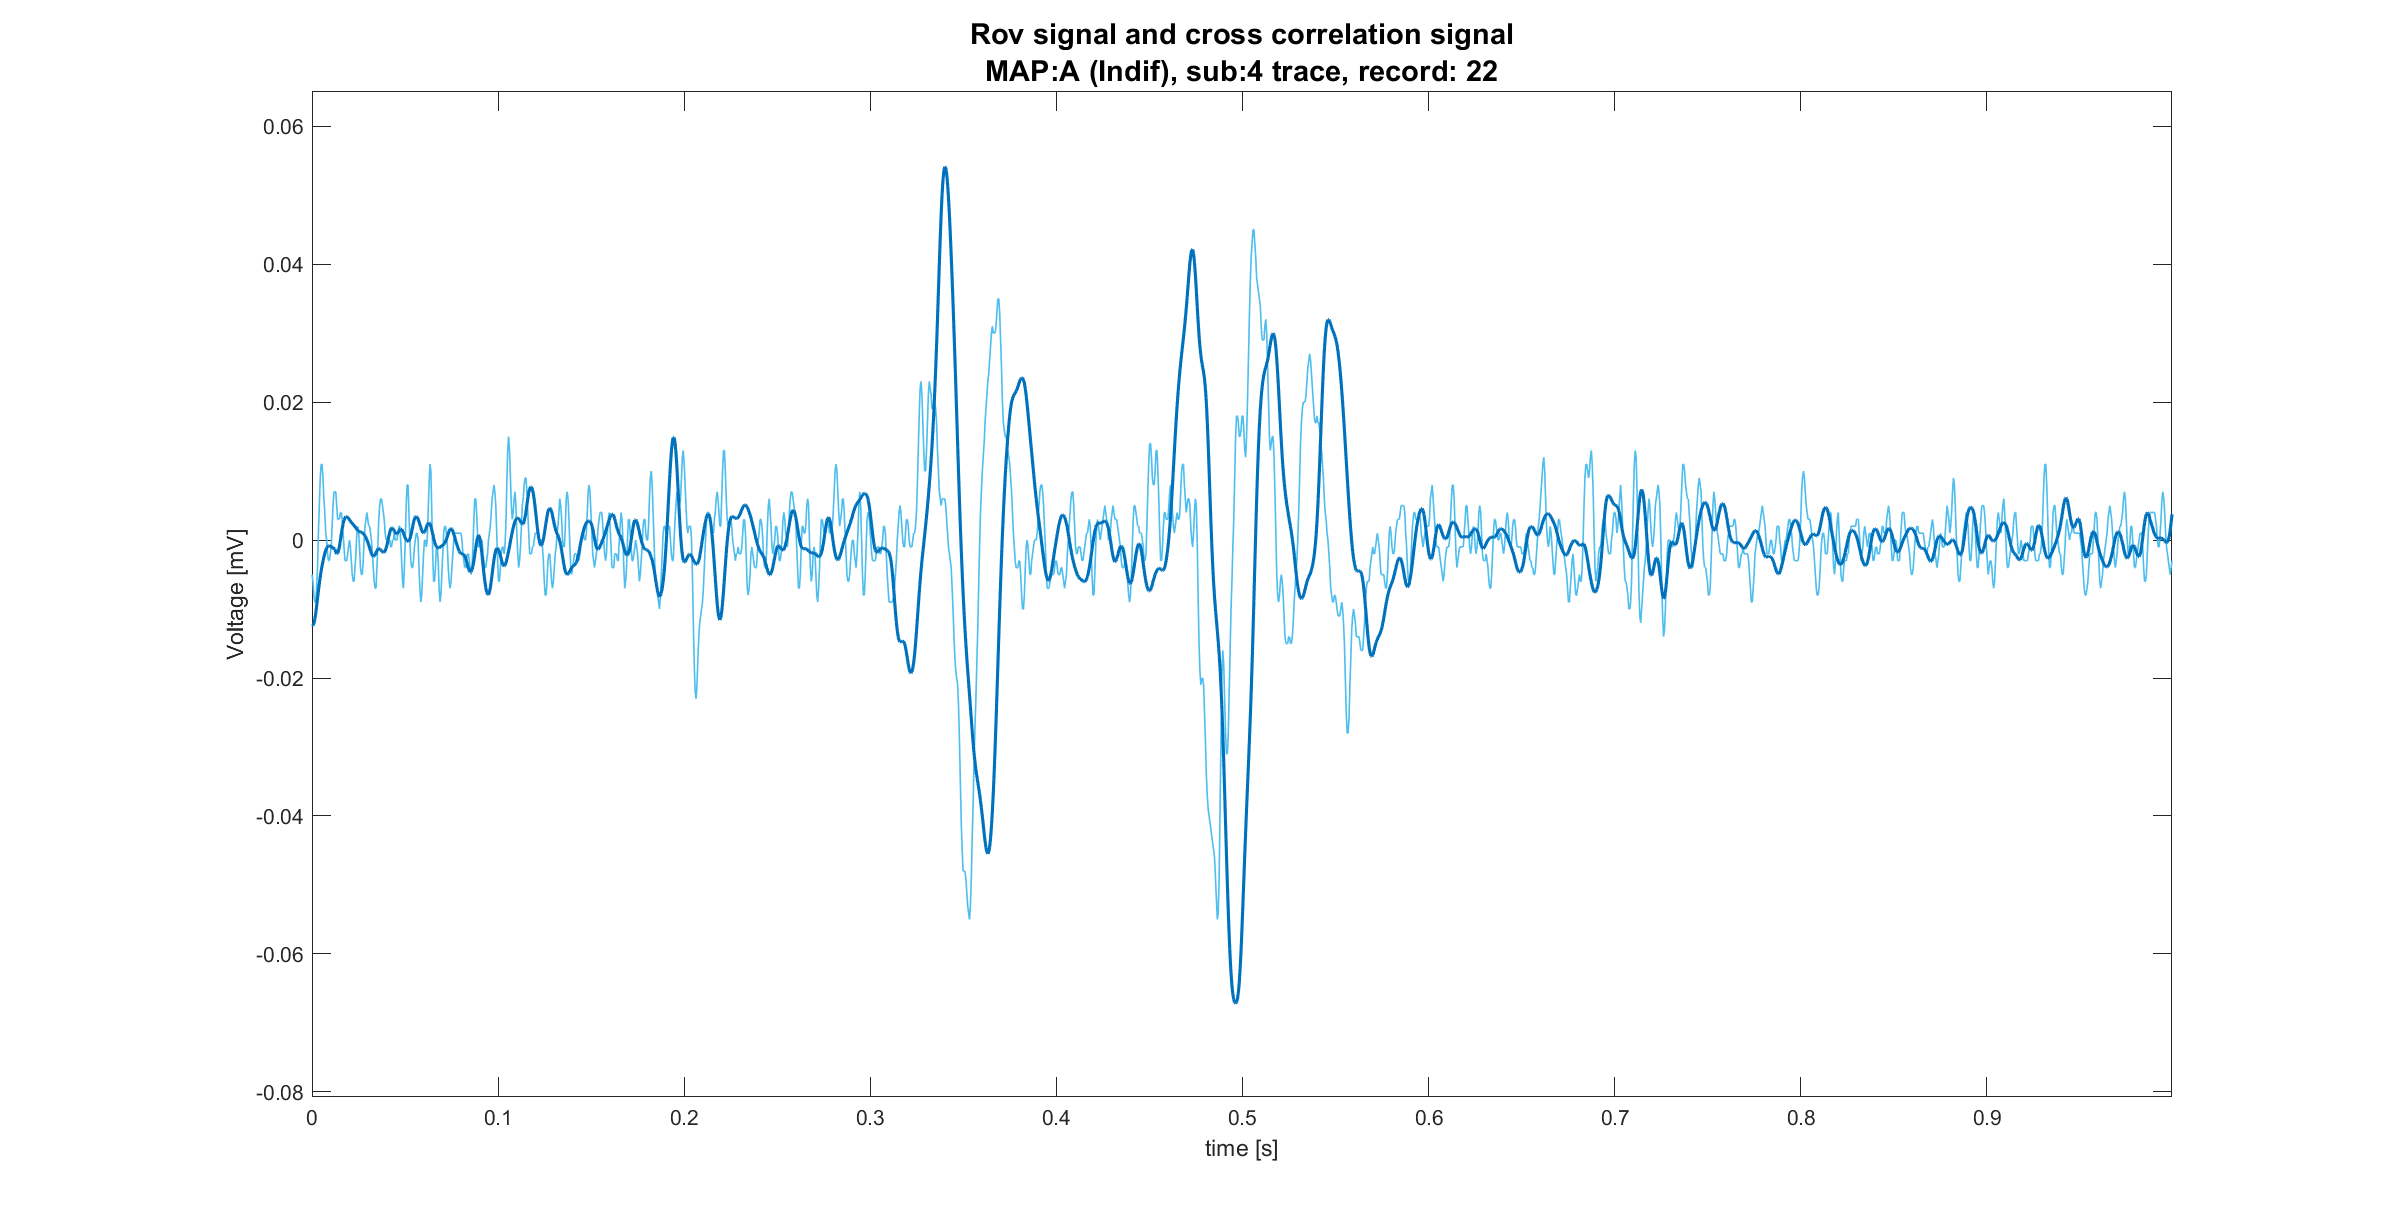 Rov signal and cross correlation signal
MAP:A (Indif), sub:4 trace, record: 22
0.06
0.04
0.02
0
-0.02
-0.04
-0.06
-0.08
Voltage [mV]
0 0.1 0.2 0.3 0.4 0.5 0.6 0.7 0.8 0.9
time [s]